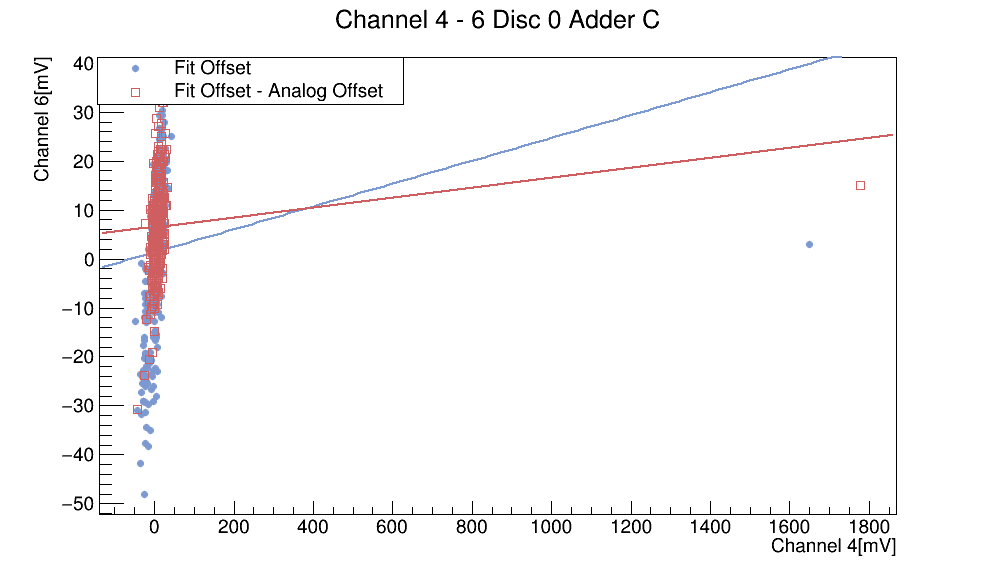 Channel 4 - 6 Disc 0 Adder C
Channel 6[mV]
Fit Offset
Fit Offset - Analog Offset
40
30
20
10
0
−10
−20
−30
−40
−50
0 200 400 600 800 1000 1200 1400 1600 1800
Channel 4[mV]